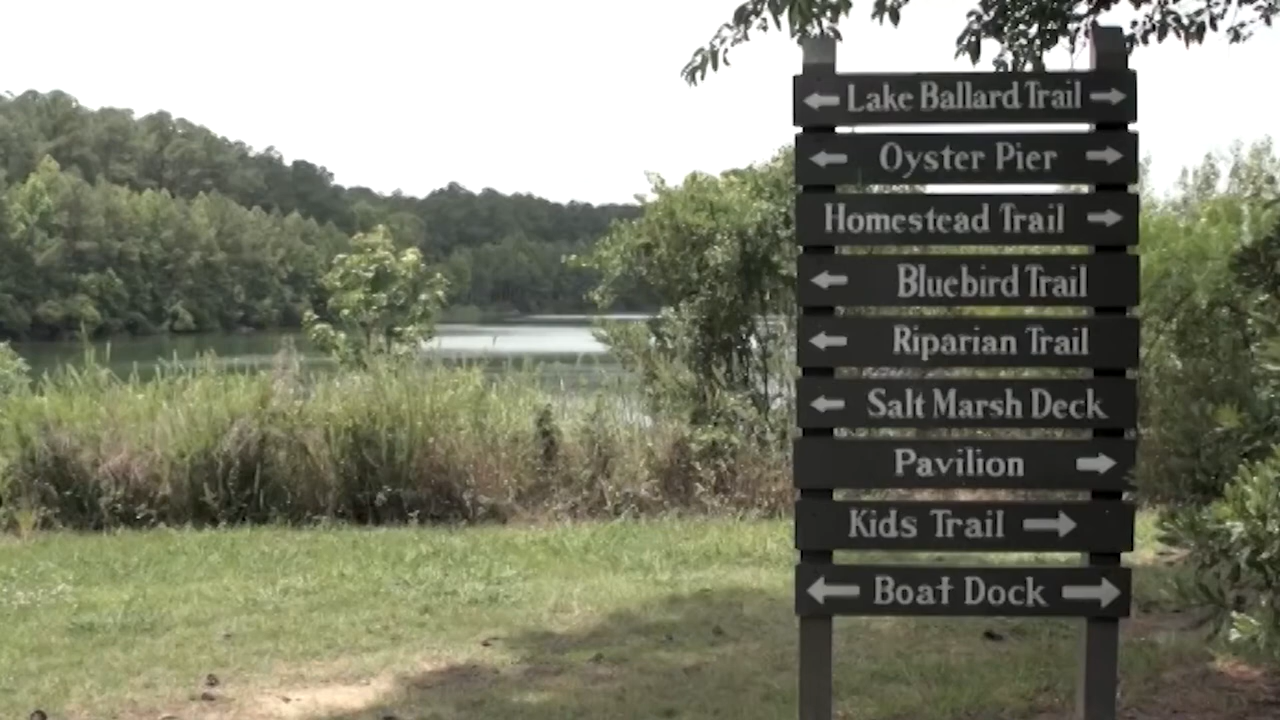 Lake Ballard Trail
Oyster Pier
Homestead Trail
Bluebird Trail
Riparian Trail
Salt Marsh Deck
Pavilion
Kids Trail
Boat Dock